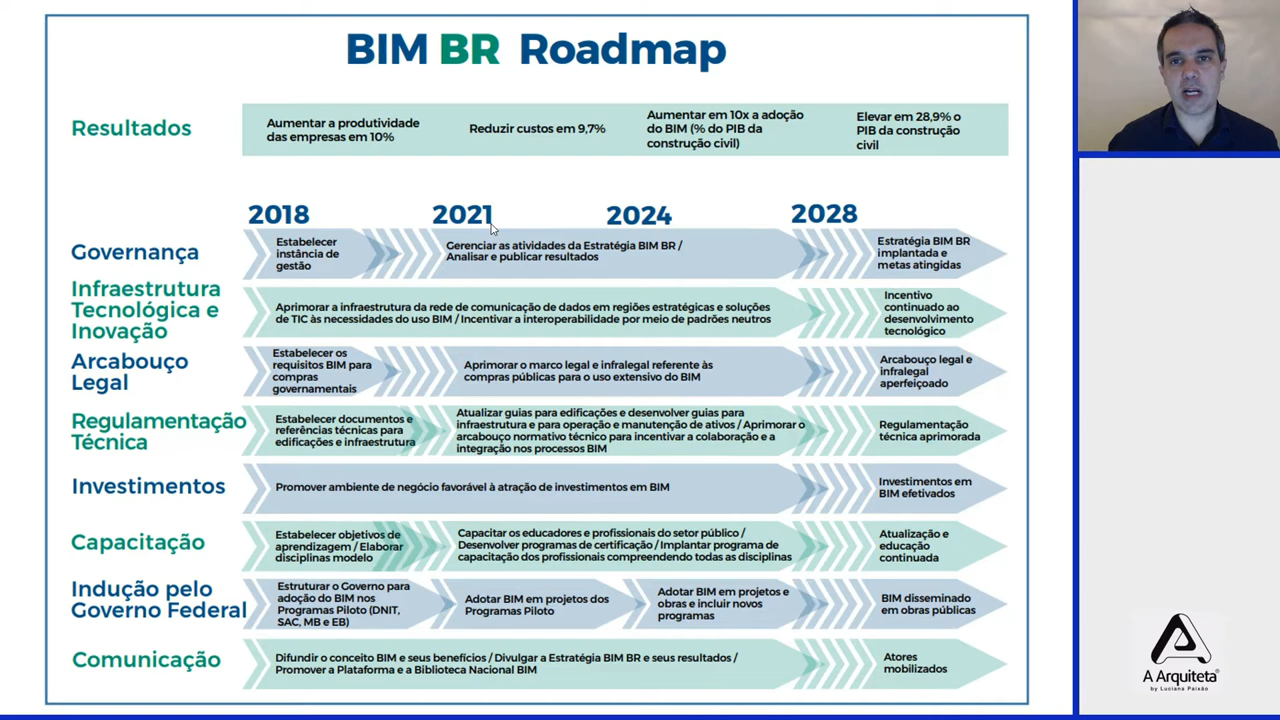 BIM BR Roadmap
Resultados
Aumentar a produtividade
das empresas em 10%
Reduzir custos em 9,7%
Aumentar em 10x a adoção
do BIM (% do PIB da
construção civil)
Elevar em 28,9% o
PIB da construção
civil
2018
2021
2024
2028
Governança
Estabelecer
instância de
gestão
Gerenciar as atividades da Estratégia BIM BR /
Analisar e publicar resultados
Estratégia BIM BR
implantada e
metas atingidas
Infraestrutura
Tecnológica e
Inovação
Aprimorar a infraestrutura da rede de comunicação de dados em regiões estratégicas e soluções
de TIC às necessidades do uso BIM / Incentivar a interoperabilidade por meio de padrões neutros
Incentivo
continuado ao
desenvolvimento
tecnológico
Arcabouço
Legal
Estabelecer os
requisitos BIM para
compras
governamentais
Aprimorar o marco legal e infralegal referente às
compras públicas para o uso extensivo do BIM
Arcabouço legal e
infralegal
aperfeiçoado
Regulamentação
Técnica
Estabelecer documentos e
referências técnicas para
edificações e infraestrutura
Atualizar guias para edificações e desenvolver guias para
infraestrutura e para operação e manutenção de ativos / Aprimorar o
arcabouço normativo técnico para incentivar a colaboração e a
integração nos processos BIM
Regulamentação
técnica aprimorada
Investimentos
Promover ambiente de negócio favorável à atração de investimentos em BIM
Investimentos em
BIM efetivados
Capacitação
Estabelecer objetivos de
aprendizagem / Elaborar
disciplinas modelo
Capacitar os educadores e profissionais do setor público /
Desenvolver programas de certificação / Implantar programa de
capacitação dos profissionais compreendendo todas as disciplinas
Atualização e
educação
continuada
Indução pelo
Governo Federal
Estruturar o Governo para
adoção do BIM nos
Programas Piloto (DNIT,
SAC, MB e EB)
Adotar BIM em projetos dos
Programas Piloto
Adotar BIM em projetos e
obras e incluir novos
programas
BIM disseminado
em obras públicas
Comunicação
Difundir o conceito BIM e seus benefícios / Divulgar a Estratégia BIM BR e seus resultados /
Promover a Plataforma e a Biblioteca Nacional BIM
Atores
mobilizados
A Arquiteta
by Luciana Paixão